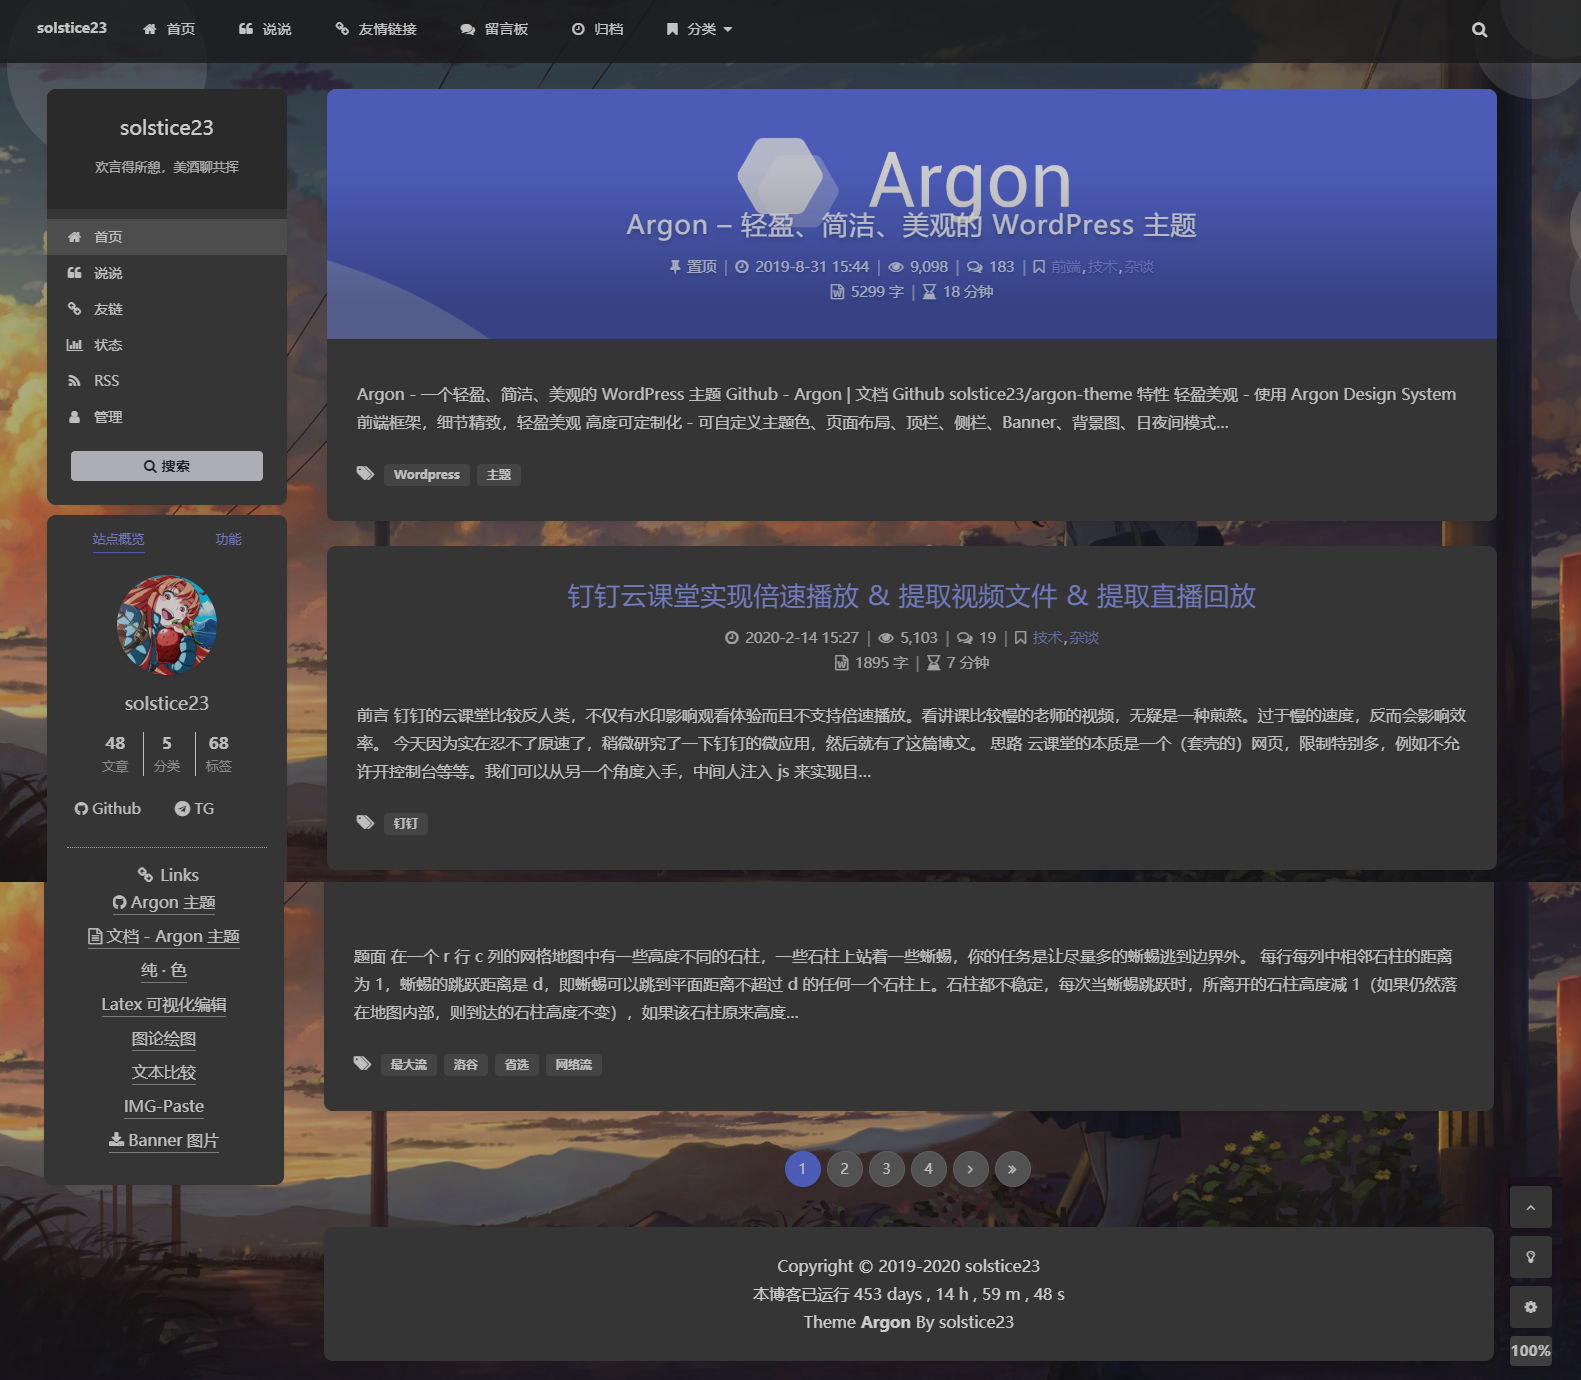 solstice23 首页 说说 友情链接 留言板 归档 分类
solstice23
欢言得所憩，美酒聊共挥
首页
说说
友链
状态
RSS
管理
搜索
站点概览 功能
solstice23
48 5 68
文章 分类 标签
Github TG
Links
Argon 主题
文档 - Argon 主题
纯 · 色
Latex 可视化编辑
图论绘图
文本比较
IMG-Paste
Banner 图片
Argon
Argon – 轻盈、简洁、美观的 WordPress 主题
置顶 | 2019-8-31 15:44 | 9,098 | 183 | 前端,技术,杂谈
5299 字 | 18 分钟
Argon - 一个轻盈、简洁、美观的 WordPress 主题 Github - Argon | 文档 Github solstice23/argon-theme 特性 轻盈美观 - 使用 Argon Design System
前端框架，细节精致，轻盈美观 高度可定制化 - 可自定义主题色、页面布局、顶栏、侧栏、Banner、背景图、日夜间模式...
Wordpress 主题
钉钉云课堂实现倍速播放 & 提取视频文件 & 提取直播回放
2020-2-14 15:27 | 5,103 | 19 | 技术,杂谈
1895 字 | 7 分钟
前言 钉钉的云课堂比较反人类，不仅有水印影响观看体验而且不支持倍速播放。看讲课比较慢的老师的视频，无疑是一种煎熬。过于慢的速度，反而会影响效
率。 今天因为实在忍不了原速了，稍微研究了一下钉钉的微应用，然后就有了这篇博文。 思路 云课堂的本质是一个（套壳的）网页，限制特别多，例如不允
许开控制台等等。我们可以从另一个角度入手，中间人注入 js 来实现目...
钉钉
题面 在一个 r 行 c 列的网格地图中有一些高度不同的石柱，一些石柱上站着一些蜥蜴，你的任务是让尽量多的蜥蜴逃到边界外。 每行每列中相邻石柱的距离
为 1，蜥蜴的跳跃距离是 d，即蜥蜴可以跳到平面距离不超过 d 的任何一个石柱上。石柱都不稳定，每次当蜥蜴跳跃时，所离开的石柱高度减 1（如果仍然落
在地图内部，则到达的石柱高度不变），如果该石柱原来高度...
最大流 洛谷 省选 网络流
1 2 3 4 › »
Copyright © 2019-2020 solstice23
本博客已运行 453 days , 14 h , 59 m , 48 s
Theme Argon By solstice23
100%